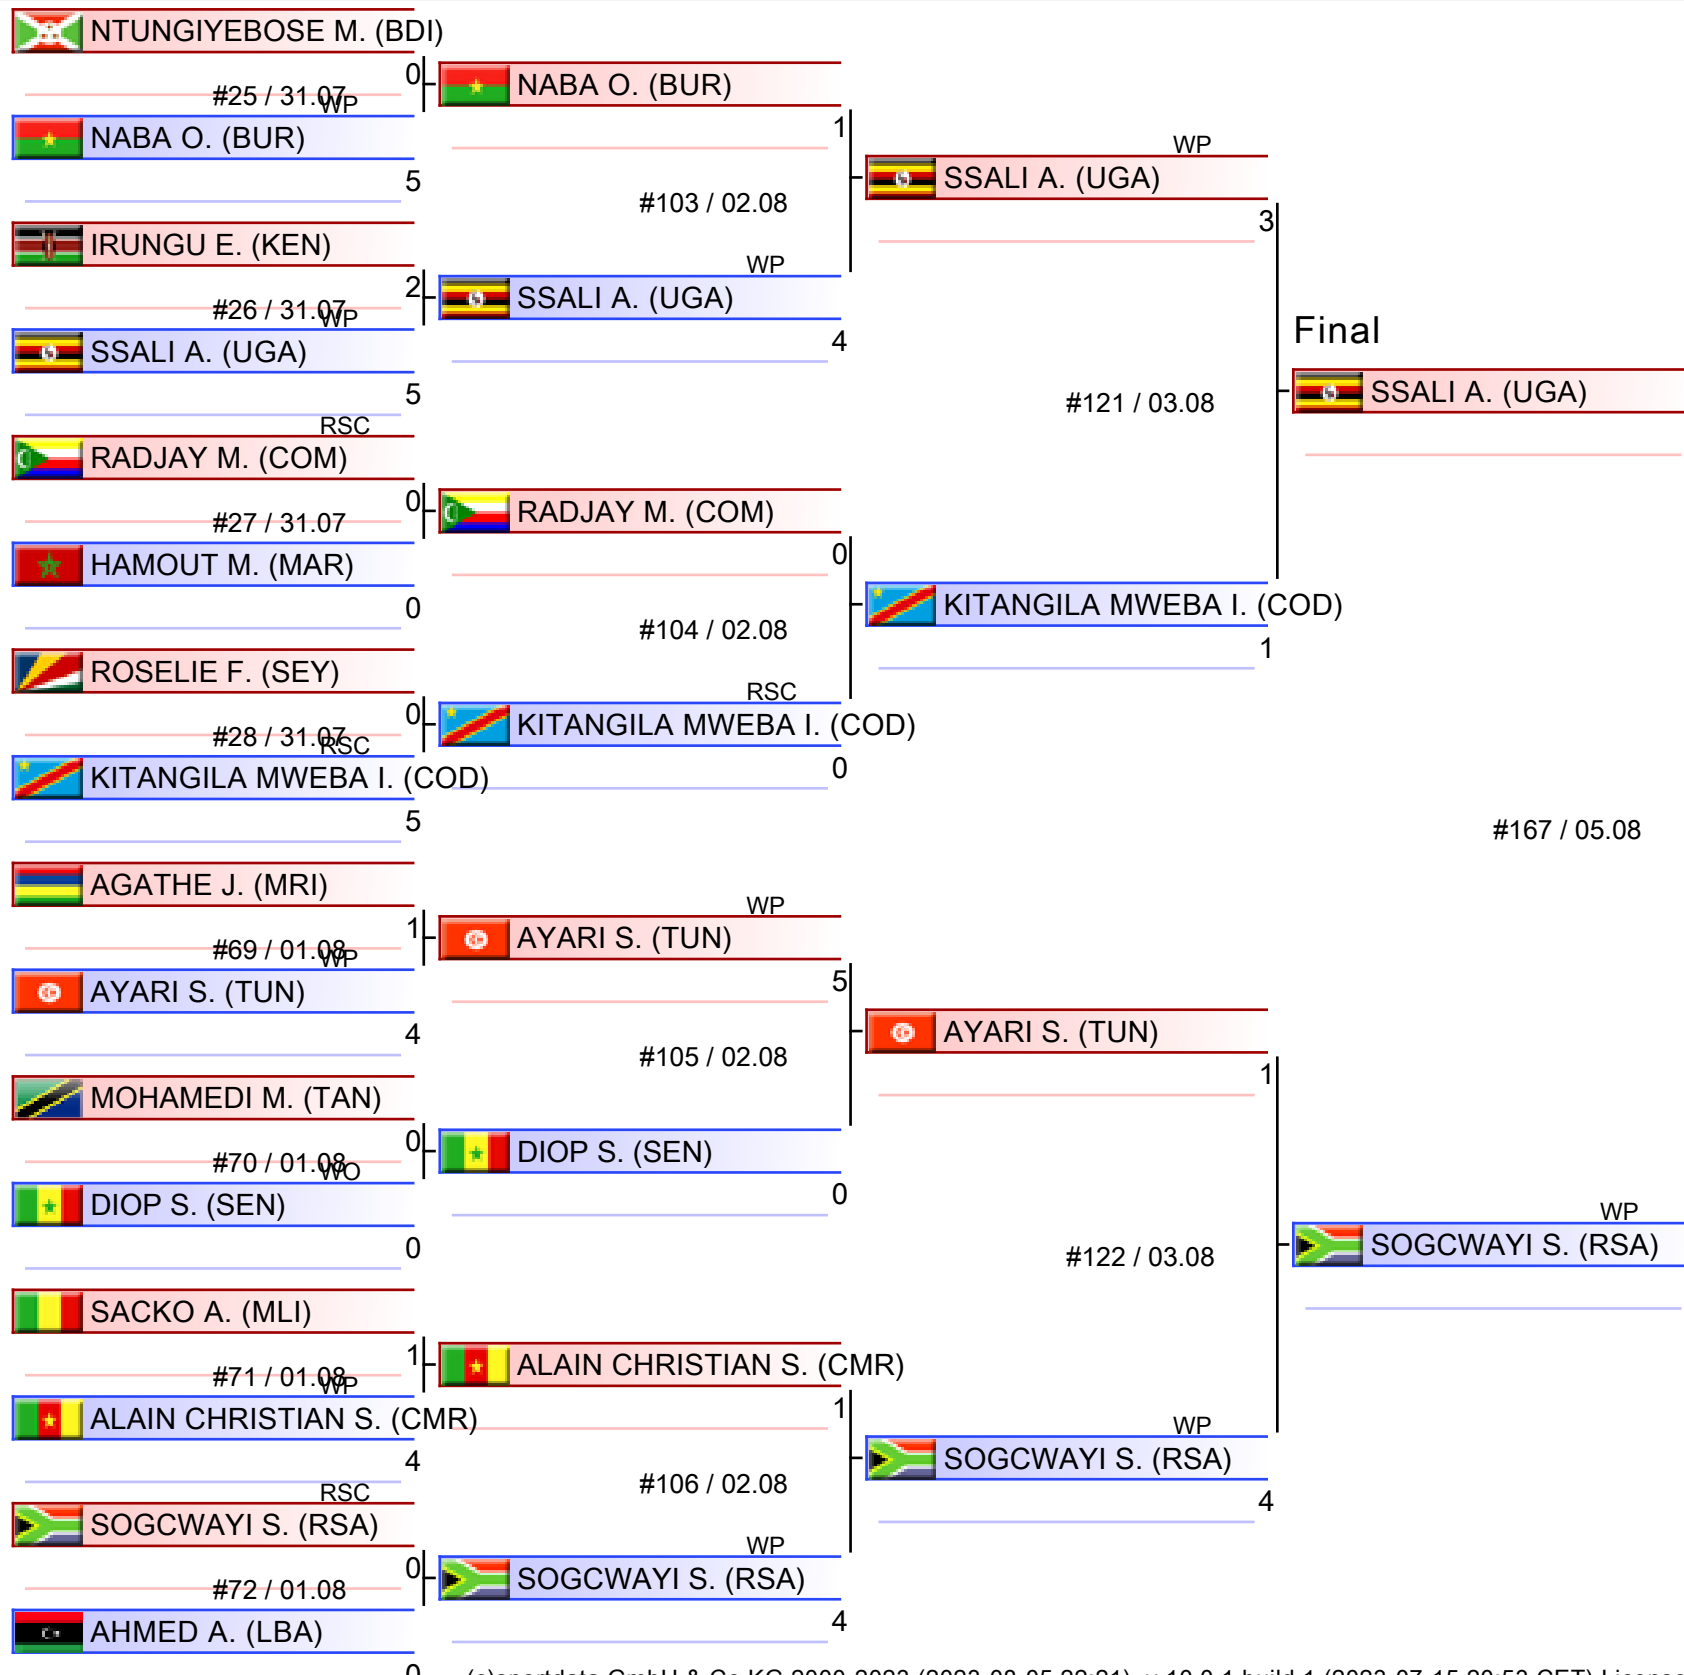 NTUNGIYEBOSE M. (BDI)
0
#25 / 31.07
WP
NABA O. (BUR)
5
IRUNGU E. (KEN)
2
#26 / 31.07
WP
SSALI A. (UGA)
5
RSC
RADJAY M. (COM)
0
#27 / 31.07
HAMOUT M. (MAR)
0
ROSELIE F. (SEY)
0
#28 / 31.07
RSC
KITANGILA MWEBA I. (COD)
5
AGATHE J. (MRI)
1
#69 / 01.08
WP
AYARI S. (TUN)
4
MOHAMEDI M. (TAN)
0
#70 / 01.08
WO
DIOP S. (SEN)
0
SACKO A. (MLI)
1
#71 / 01.08
WP
ALAIN CHRISTIAN S. (CMR)
4
RSC
SOGCWAYI S. (RSA)
0
#72 / 01.08
AHMED A. (LBA)
0
NABA O. (BUR)
1
#103 / 02.08
WP
SSALI A. (UGA)
4
RADJAY M. (COM)
0
#104 / 02.08
RSC
KITANGILA MWEBA I. (COD)
0
WP
AYARI S. (TUN)
5
#105 / 02.08
DIOP S. (SEN)
0
ALAIN CHRISTIAN S. (CMR)
1
#106 / 02.08
WP
SOGCWAYI S. (RSA)
4
WP
SSALI A. (UGA)
3
#121 / 03.08
KITANGILA MWEBA I. (COD)
1
AYARI S. (TUN)
1
#122 / 03.08
WP
SOGCWAYI S. (RSA)
4
Final
SSALI A. (UGA)
#167 / 05.08
WP
SOGCWAYI S. (RSA)